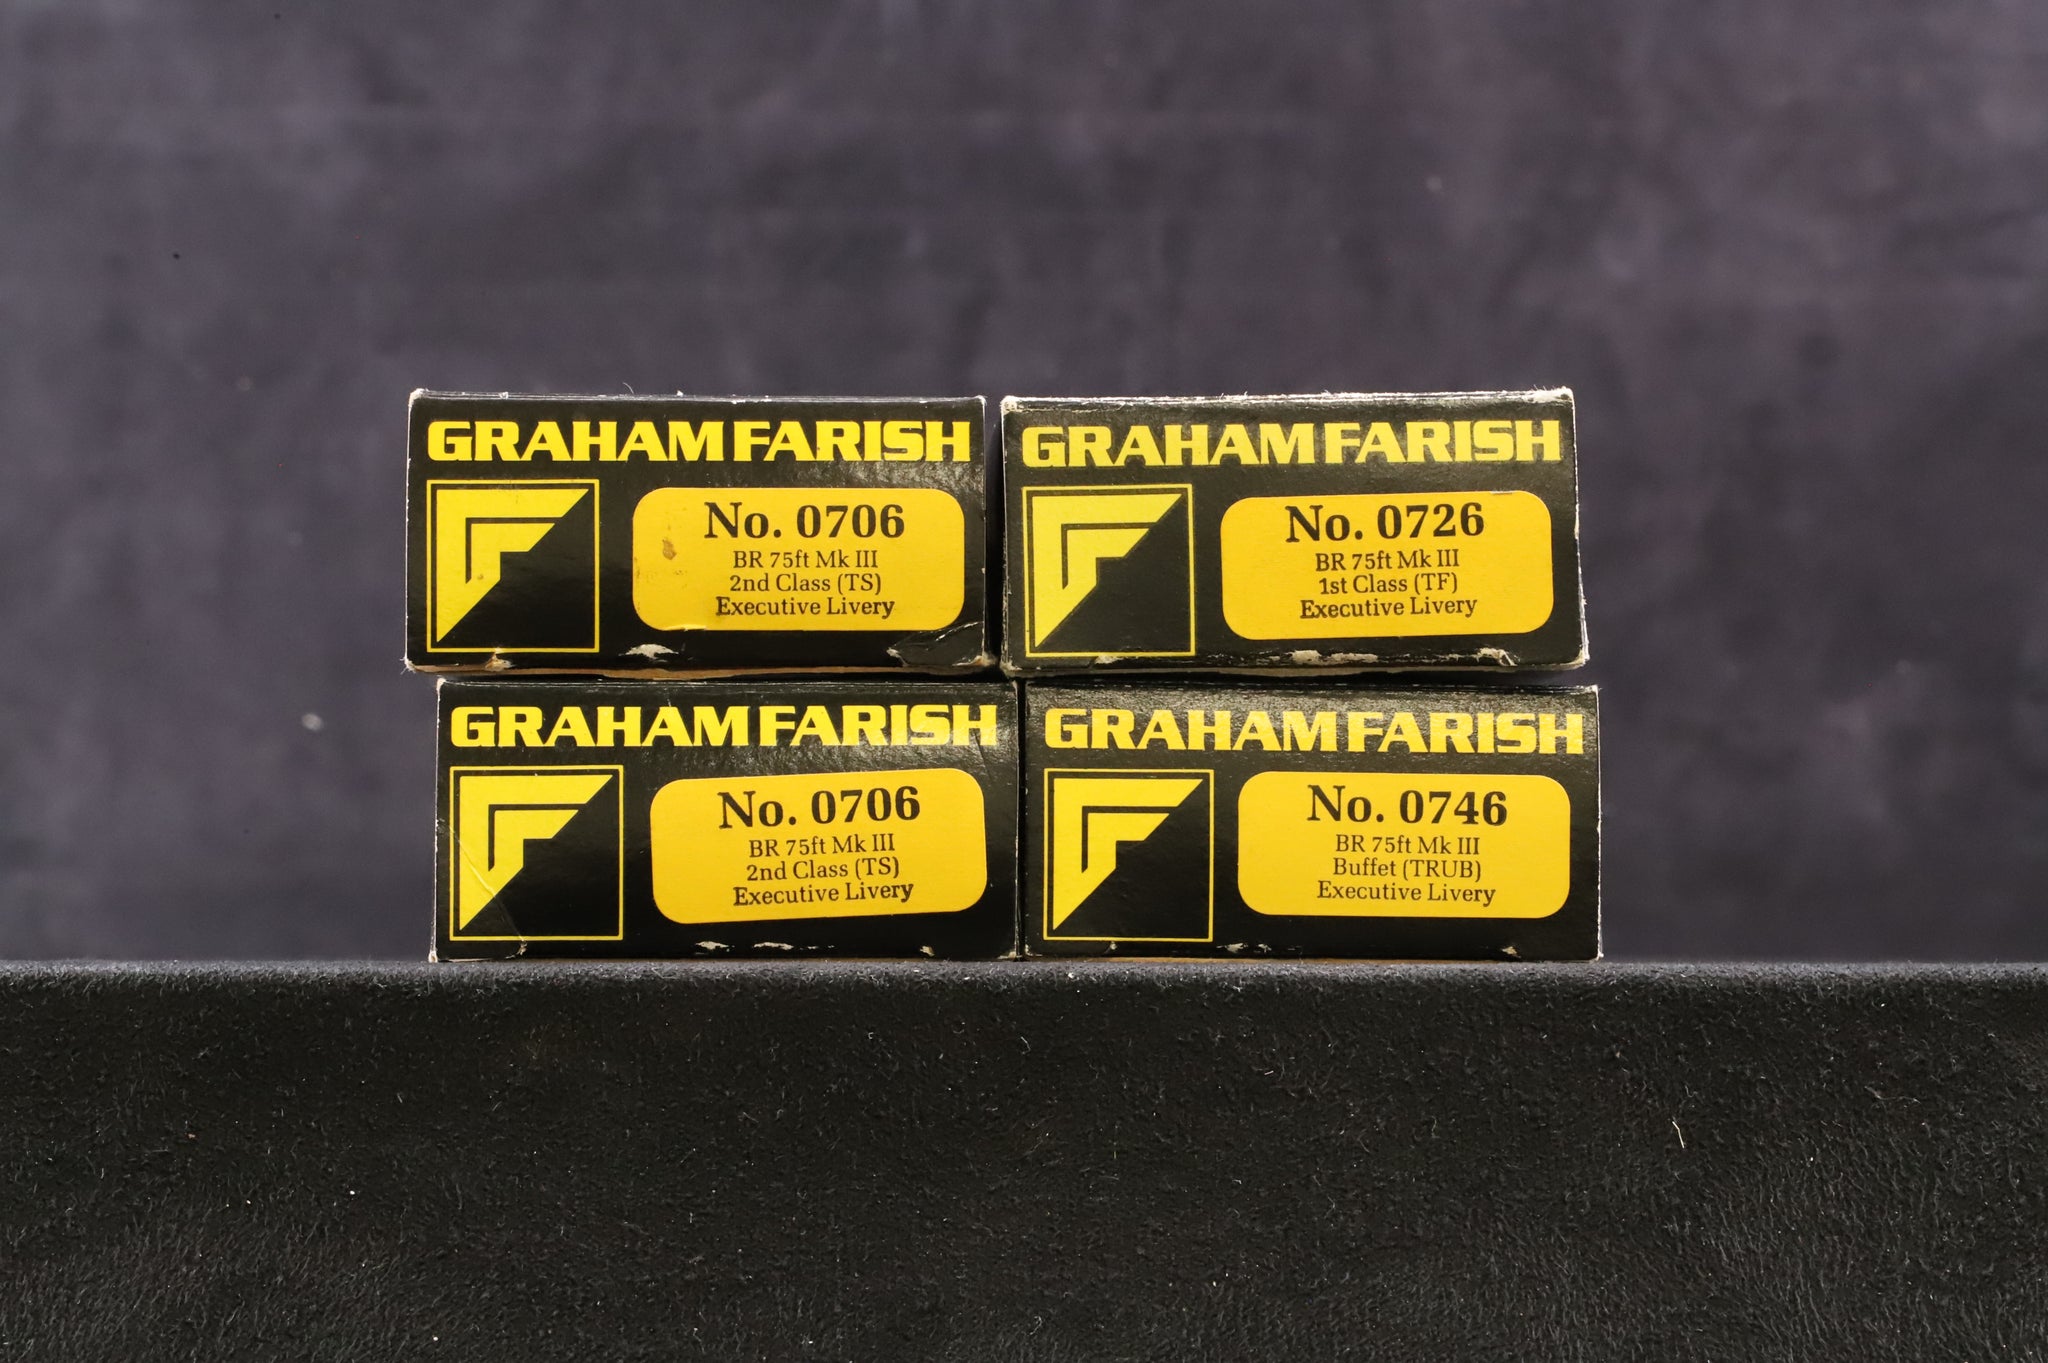 GRAHAM FARISH
No. 0706
BR 75ft Mk III
2nd Class (TS)
Executive Livery
GRAHAM FARISH
No. 0726
BR 75ft Mk III
1st Class (TF)
Executive Livery
GRAHAM FARISH
No. 0706
BR 75ft Mk III
2nd Class (TS)
Executive Livery
GRAHAM FARISH
No. 0746
BR 75ft Mk III
Buffet (TRUB)
Executive Livery